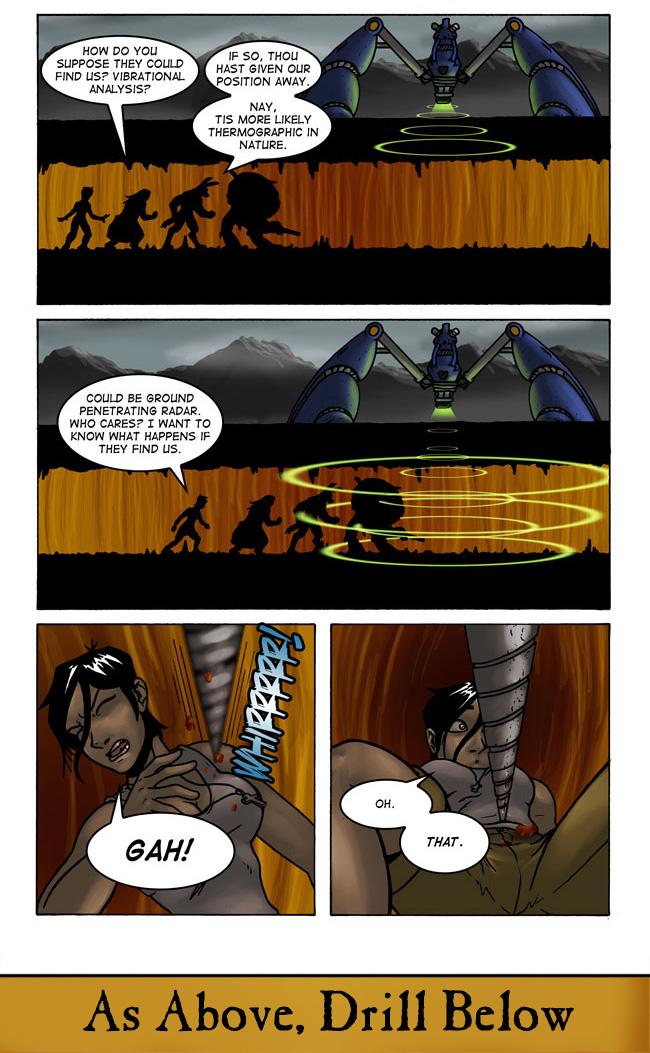 HOW DO YOU
SUPPOSE THEY COULD
FIND US? VIBRATIONAL
ANALYSIS?
IF SO, THOU
HAST GIVEN OUR
POSITION AWAY.
NAY,
TIS MORE LIKELY
THERMOGRAPHIC IN
NATURE.
COULD BE GROUND
PENETRATING RADAR.
WHO CARES? I WANT TO
KNOW WHAT HAPPENS IF
THEY FIND US.
WHIRRRRR!
GAH!
OH.
THAT.
As Above, Drill Below